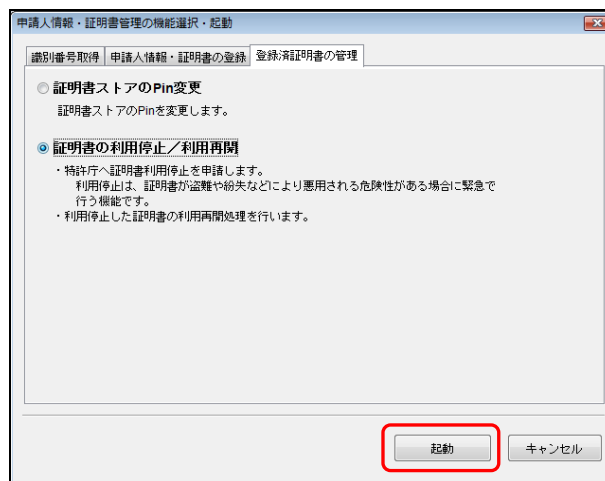 申請人情報・証明書管理の機能選択・起動
識別番号取得 申請人情報・証明書の登録 登録済証明書の管理
証明書ストアのPin変更
証明書ストアのPinを変更します。
証明書の利用停止／利用再開
・特許庁へ証明書利用停止を申請します。
利用停止は、証明書が盗難や紛失などにより悪用される危険性がある場合に緊急で
行う機能です。
・利用停止した証明書の利用再開処理を行います。
起動 キャンセル